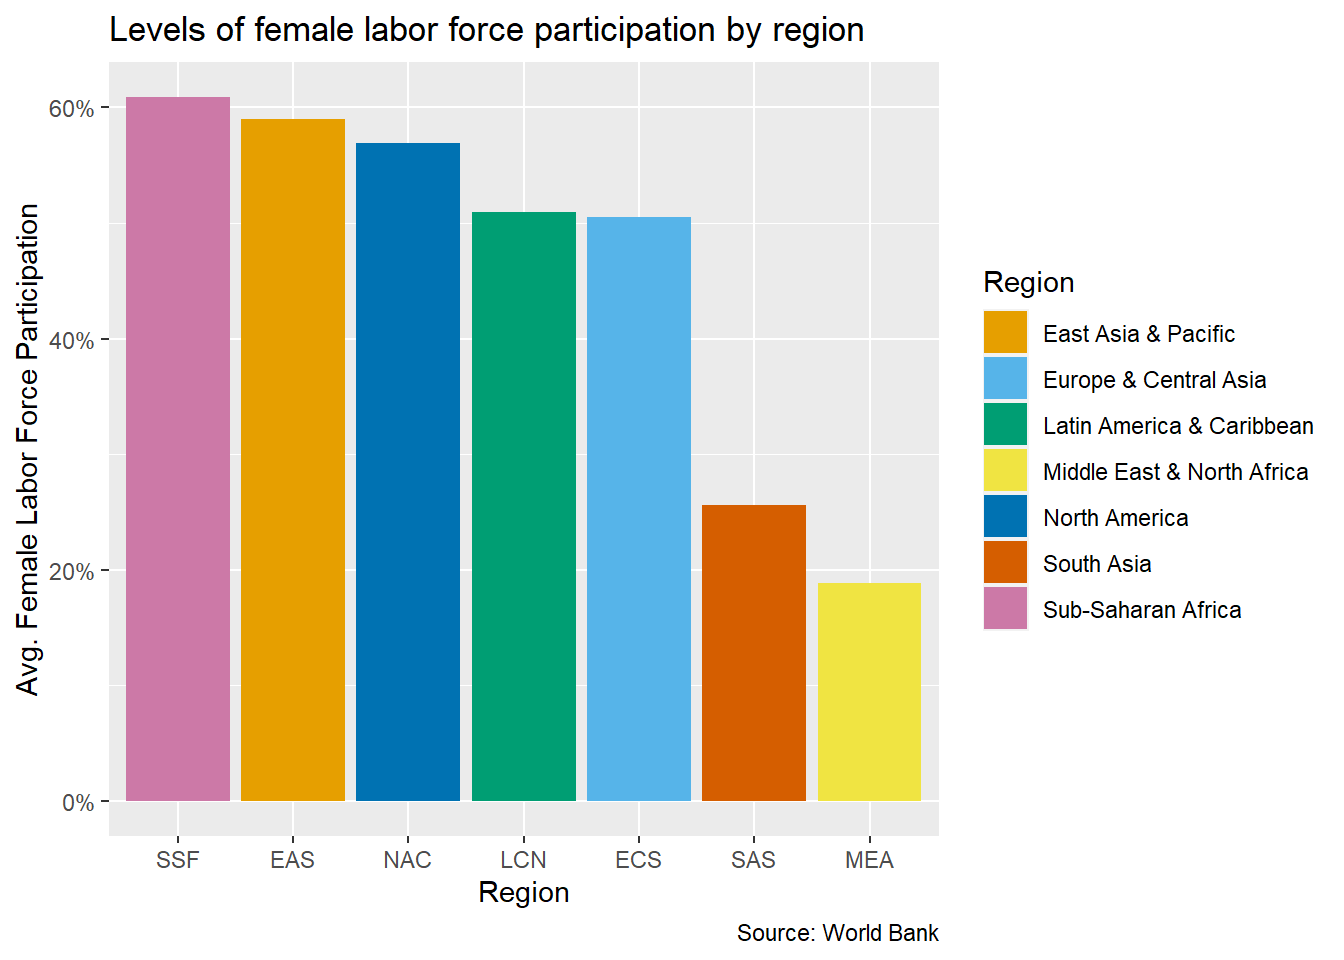 Levels of female labor force participation by region
Avg. Female Labor Force Participation
60%
40%
20%
0%
SSF EAS NAC LCN ECS SAS MEA
Region
Source: World Bank
Region
East Asia & Pacific
Europe & Central Asia
Latin America & Caribbean
Middle East & North Africa
North America
South Asia
Sub-Saharan Africa